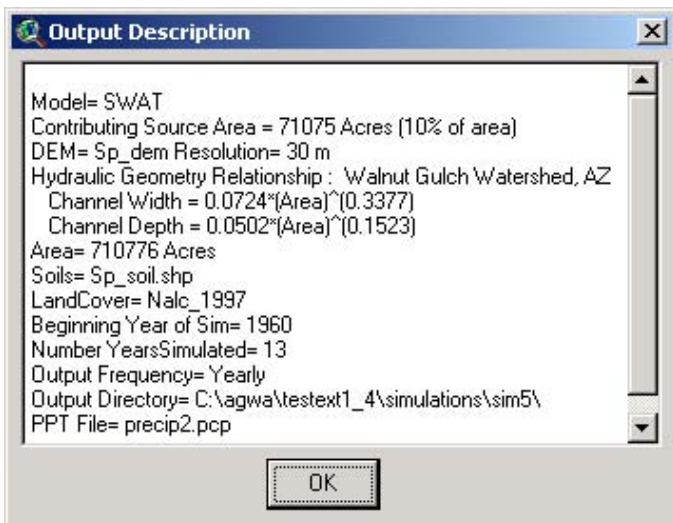 Output Description
Model= SWAT
Contributing Source Area = 71075 Acres (10% of area)
DEM= Sp_dem Resolution= 30 m
Hydraulic Geometry Relationship :  Walnut Gulch Watershed, AZ
Channel Width = 0.0724*(Area)^(0.3377)
Channel Depth = 0.0502*(Area)^(0.1523)
Area= 710776 Acres
Soils= Sp_soil.shp
LandCover= Nalc_1997
Beginning Year of Sim= 1960
Number YearsSimulated= 13
Output Frequency= Yearly
Output Directory= C:\agwa\testext1_4\simulations\sim5\
PPT File= precip2.pcp
OK